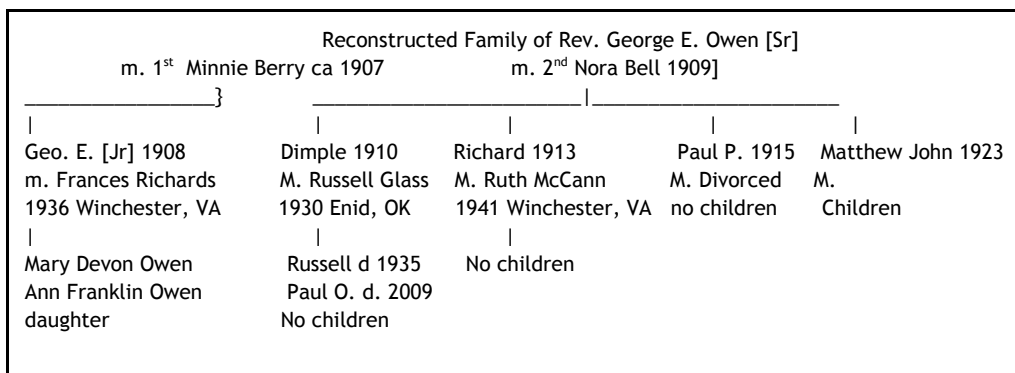 Reconstructed Family of Rev. George E. Owen [Sr]
m. 1st Minnie Berry ca 1907 m. 2nd Nora Bell 1909]
_________________} ________________________|______________________
| | | | |
Geo. E. [Jr] 1908 Dimple 1910 Richard 1913 Paul P. 1915 Matthew John 1923
m. Frances Richards M. Russell Glass M. Ruth McCann M. Divorced M.
1936 Winchester, VA 1930 Enid, OK 1941 Winchester, VA no children Children
| | |
Mary Devon Owen Russell d 1935 No children
Ann Franklin Owen Paul O. d. 2009
daughter No children